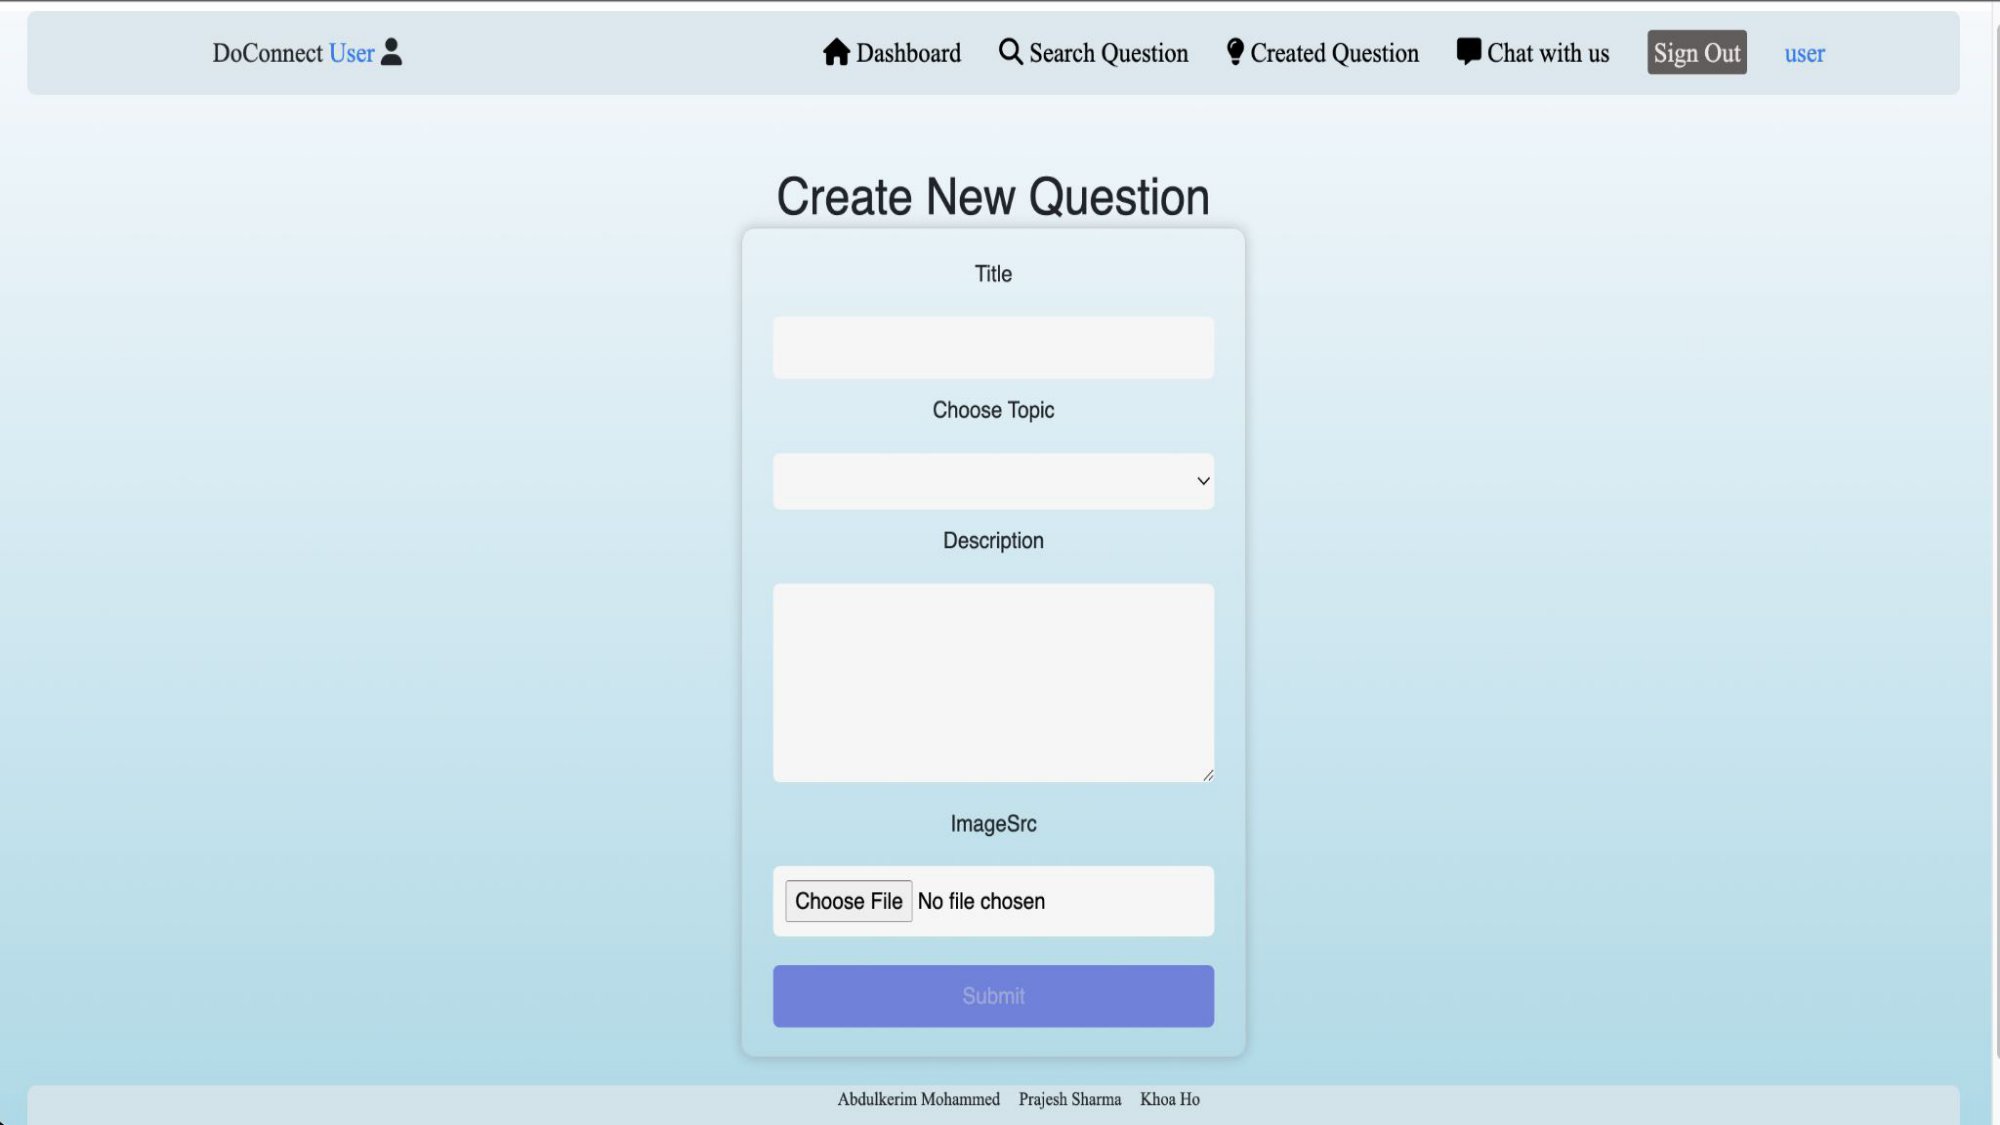 DoConnect User Dashboard Search Question Created Question Chat with us Sign Out user
Create New Question
Title
Choose Topic
Description
ImageSrc
Choose File No file chosen
Submit
Abdulkerim Mohammed Prajesh Sharma Khoa Ho